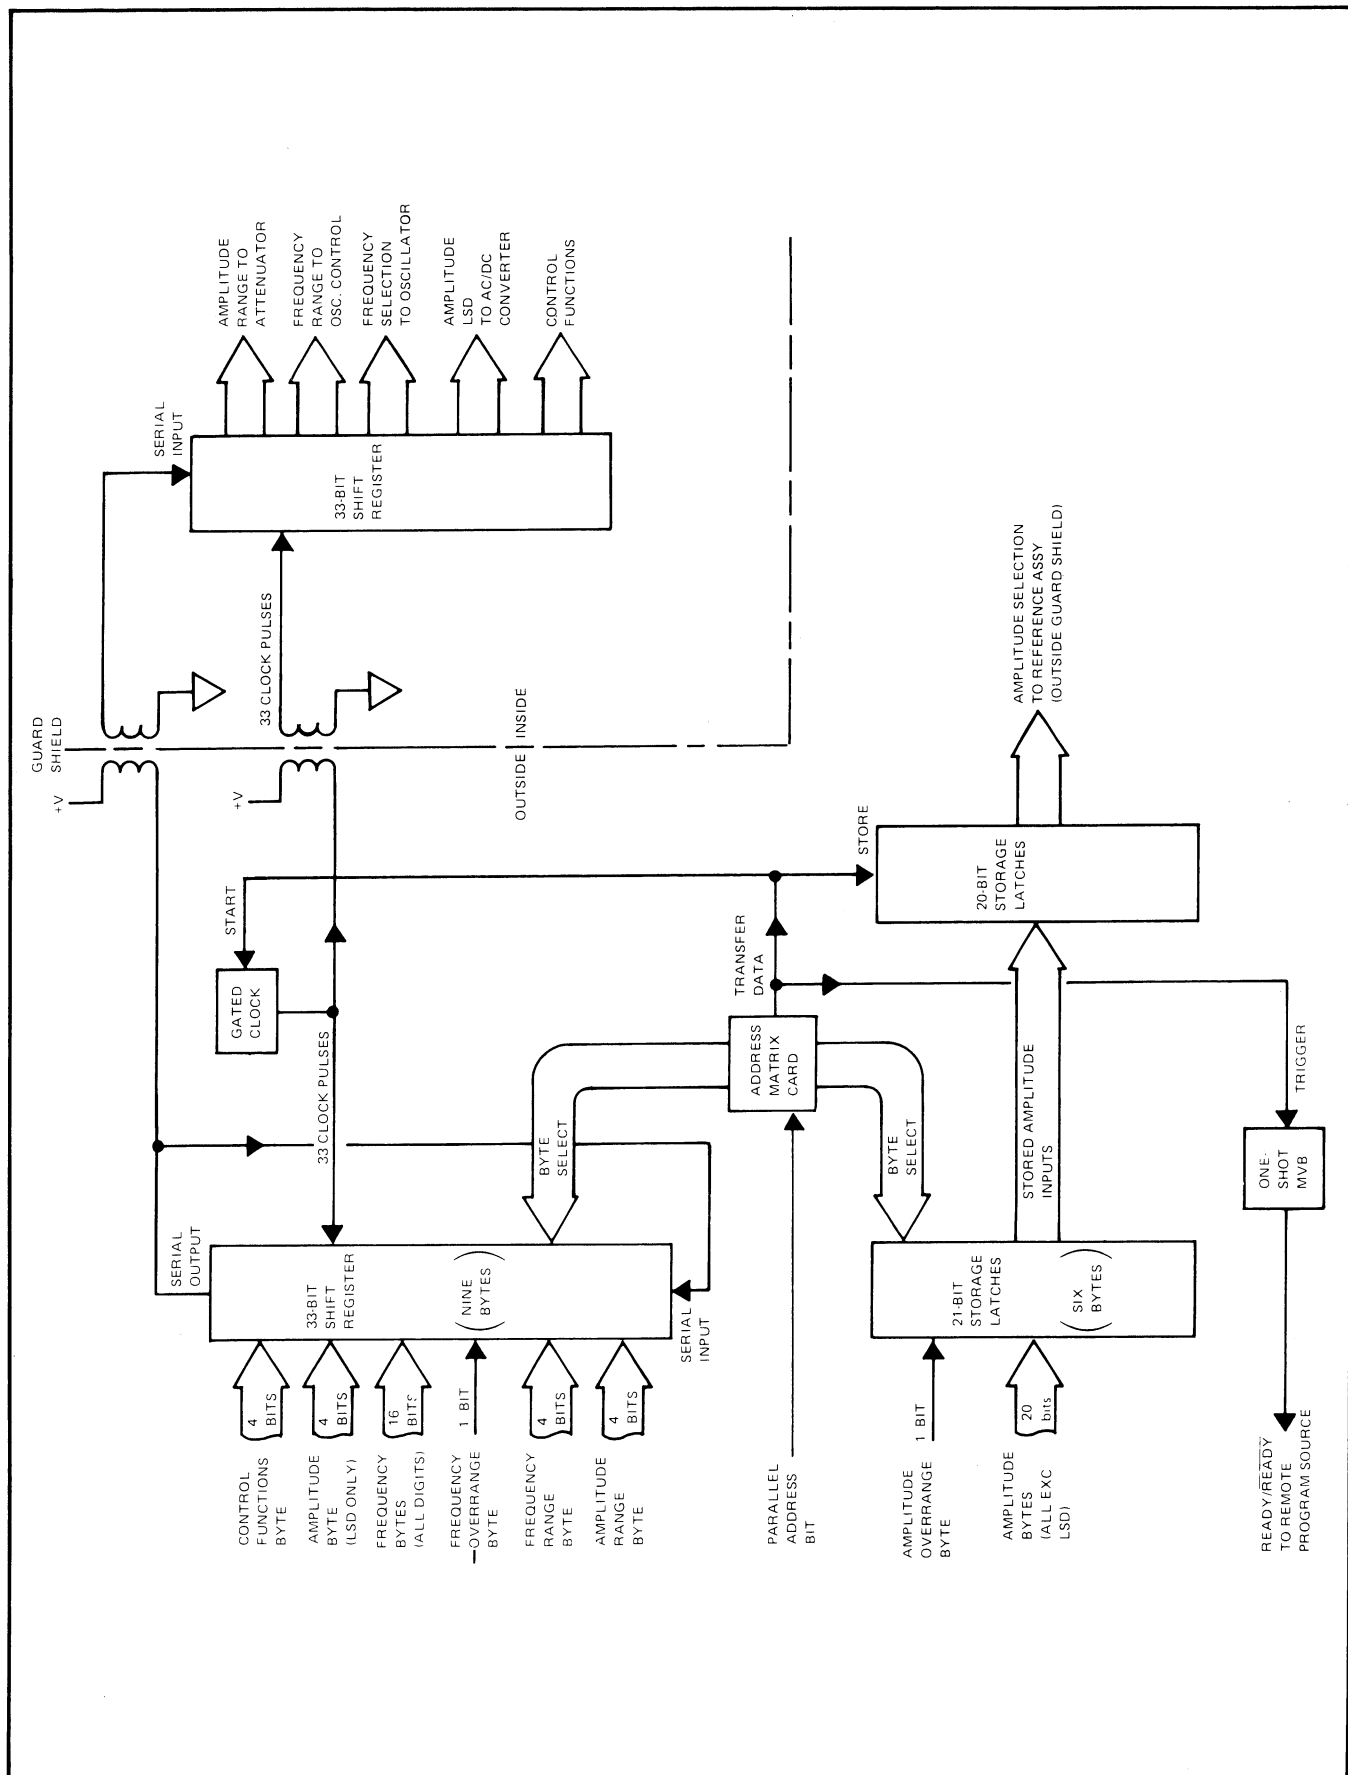 CONTROL
FUNCTIONS
BYTE
4
BITS
AMPLITUDE
BYTE
(LSD ONLY)
4
BITS
FREQUENCY
BYTES
(ALL DIGITS)
16
BITS
FREQUENCY
OVERRANGE
BYTE
1 BIT
FREQUENCY
RANGE
BYTE
4
BITS
AMPLITUDE
RANGE
BYTE
4
BITS
33-BIT
SHIFT
REGISTER
(NINE
BYTES)
SERIAL
OUTPUT
SERIAL
INPUT
33 CLOCK PULSES
GATED
CLOCK
START
+V
+V
GUARD
SHIELD
33 CLOCK PULSES
OUTSIDE
INSIDE
SERIAL
INPUT
33-BIT
SHIFT
REGISTER
AMPLITUDE
RANGE TO
ATTENUATOR
FREQUENCY
RANGE TO
OSC. CONTROL
FREQUENCY
SELECTION
TO OSCILLATOR
AMPLITUDE
LSD
TO AC/DC
CONVERTER
CONTROL
FUNCTIONS
PARALLEL
ADDRESS
BIT
BYTE
SELECT
BYTE
SELECT
ADDRESS
MATRIX
CARD
TRANSFER
DATA
STORE
AMPLITUDE
OVERRANGE
BYTE
1 BIT
AMPLITUDE
BYTES
(ALL EXC
LSD)
20
bits
21-BIT
STORAGE
LATCHES
(SIX
BYTES)
STORED AMPLITUDE
INPUTS
20-BIT
STORAGE
LATCHES
AMPLITUDE SELECTION
TO REFERENCE ASSY
(OUTSIDE GUARD SHIELD)
TRIGGER
ONE-
SHOT
MVB
READY/READY
TO REMOTE
PROGRAM SOURCE